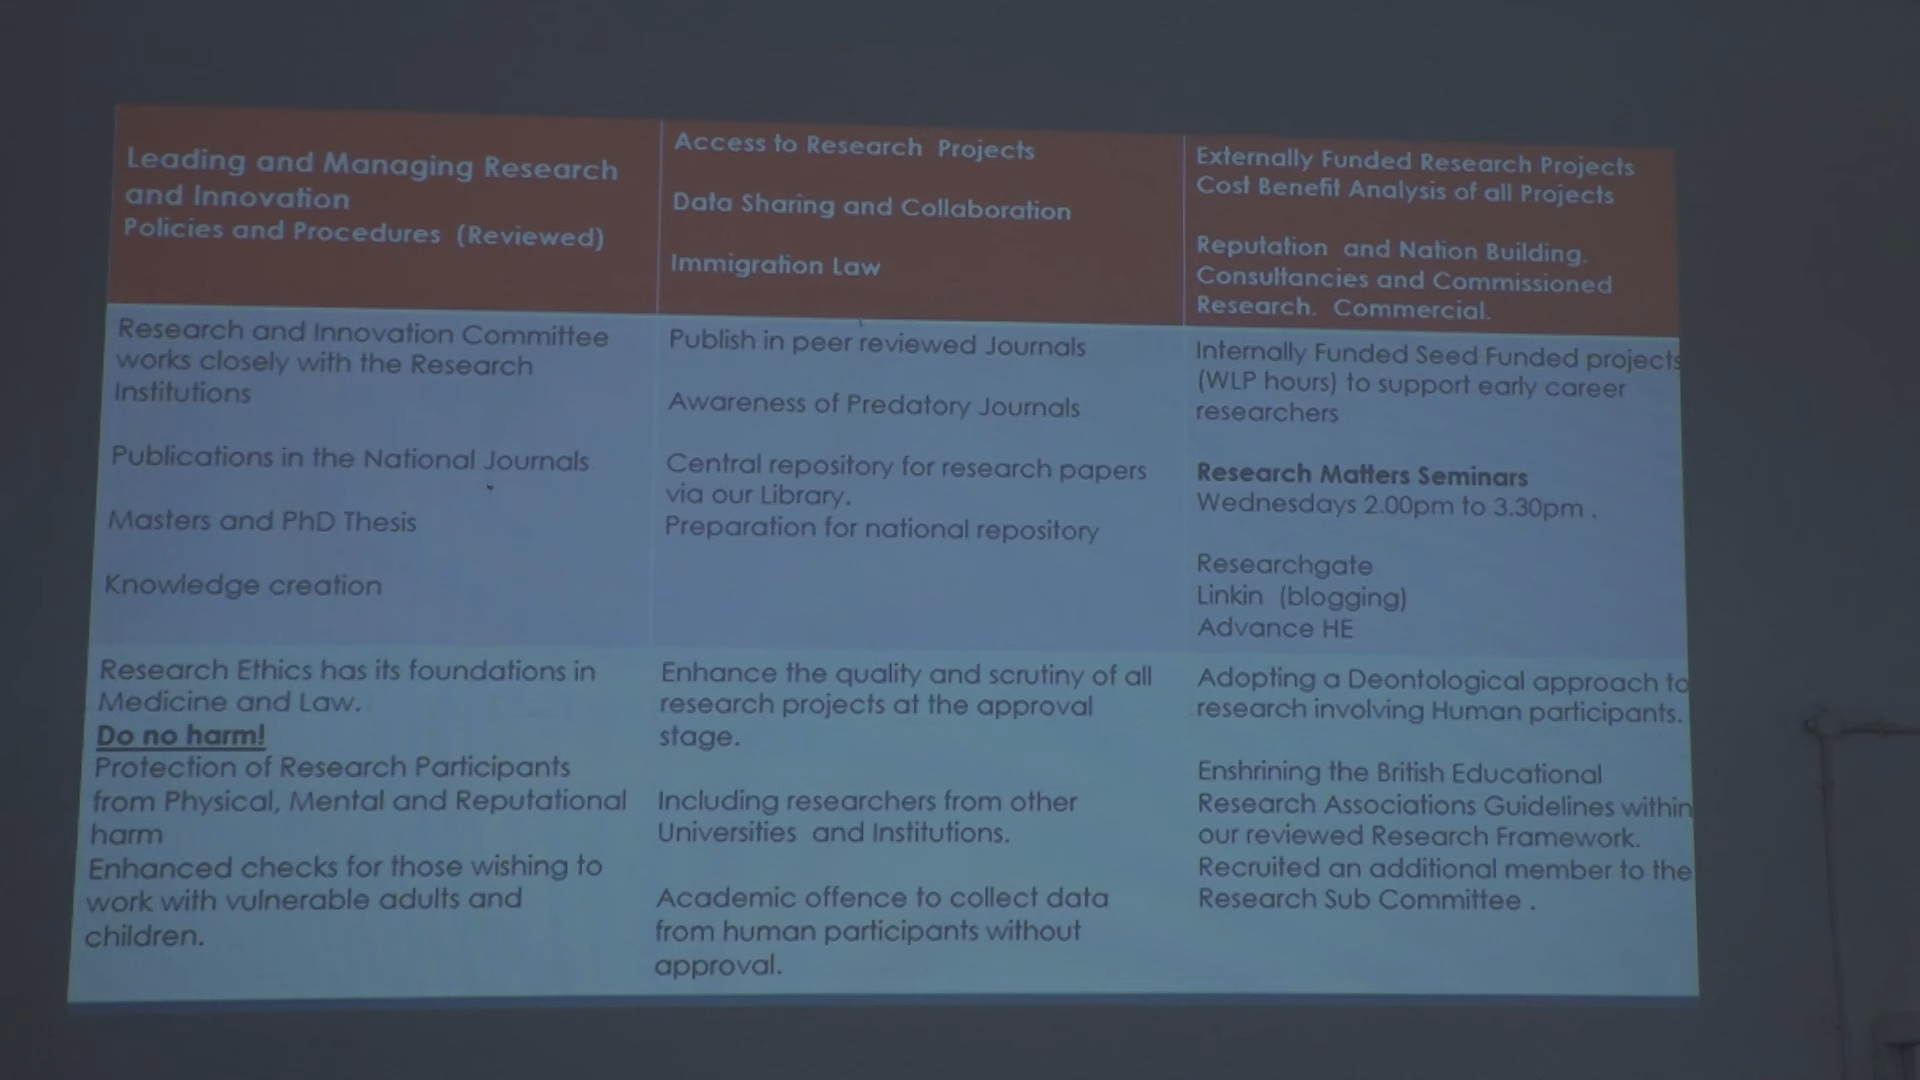 Leading and Managing Research
and Innovation
Policies and Procedures (Reviewed)
Access to Research Projects
Data Sharing and Collaboration
Immigration Law
Externally Funded Research Projects
Cost Benefit Analysis of all Projects
Reputation and Nation Building.
Consultancies and Commissioned
Research. Commercial.
Research and Innovation Committee
works closely with the Research
Institutions
Publications in the National Journals
Masters and PhD Thesis
Knowledge creation
Publish in peer reviewed Journals
Awareness of Predatory Journals
Central repository for research papers
via our Library.
Preparation for national repository
Internally Funded Seed Funded projects
(WLP hours) to support early career
researchers
Research Matters Seminars
Wednesdays 2.00pm to 3.30pm .
Researchgate
Linkin (blogging)
Advance HE
Research Ethics has its foundations in
Medicine and Law.
Do no harm!
Protection of Research Participants
from Physical, Mental and Reputational
harm
Enhanced checks for those wishing to
work with vulnerable adults and
children.
Enhance the quality and scrutiny of all
research projects at the approval
stage.
Including researchers from other
Universities and Institutions.
Academic offence to collect data
from human participants without
approval.
Adopting a Deontological approach to
research involving Human participants.
Enshrining the British Educational
Research Associations Guidelines within
our reviewed Research Framework.
Recruited an additional member to the
Research Sub Committee .